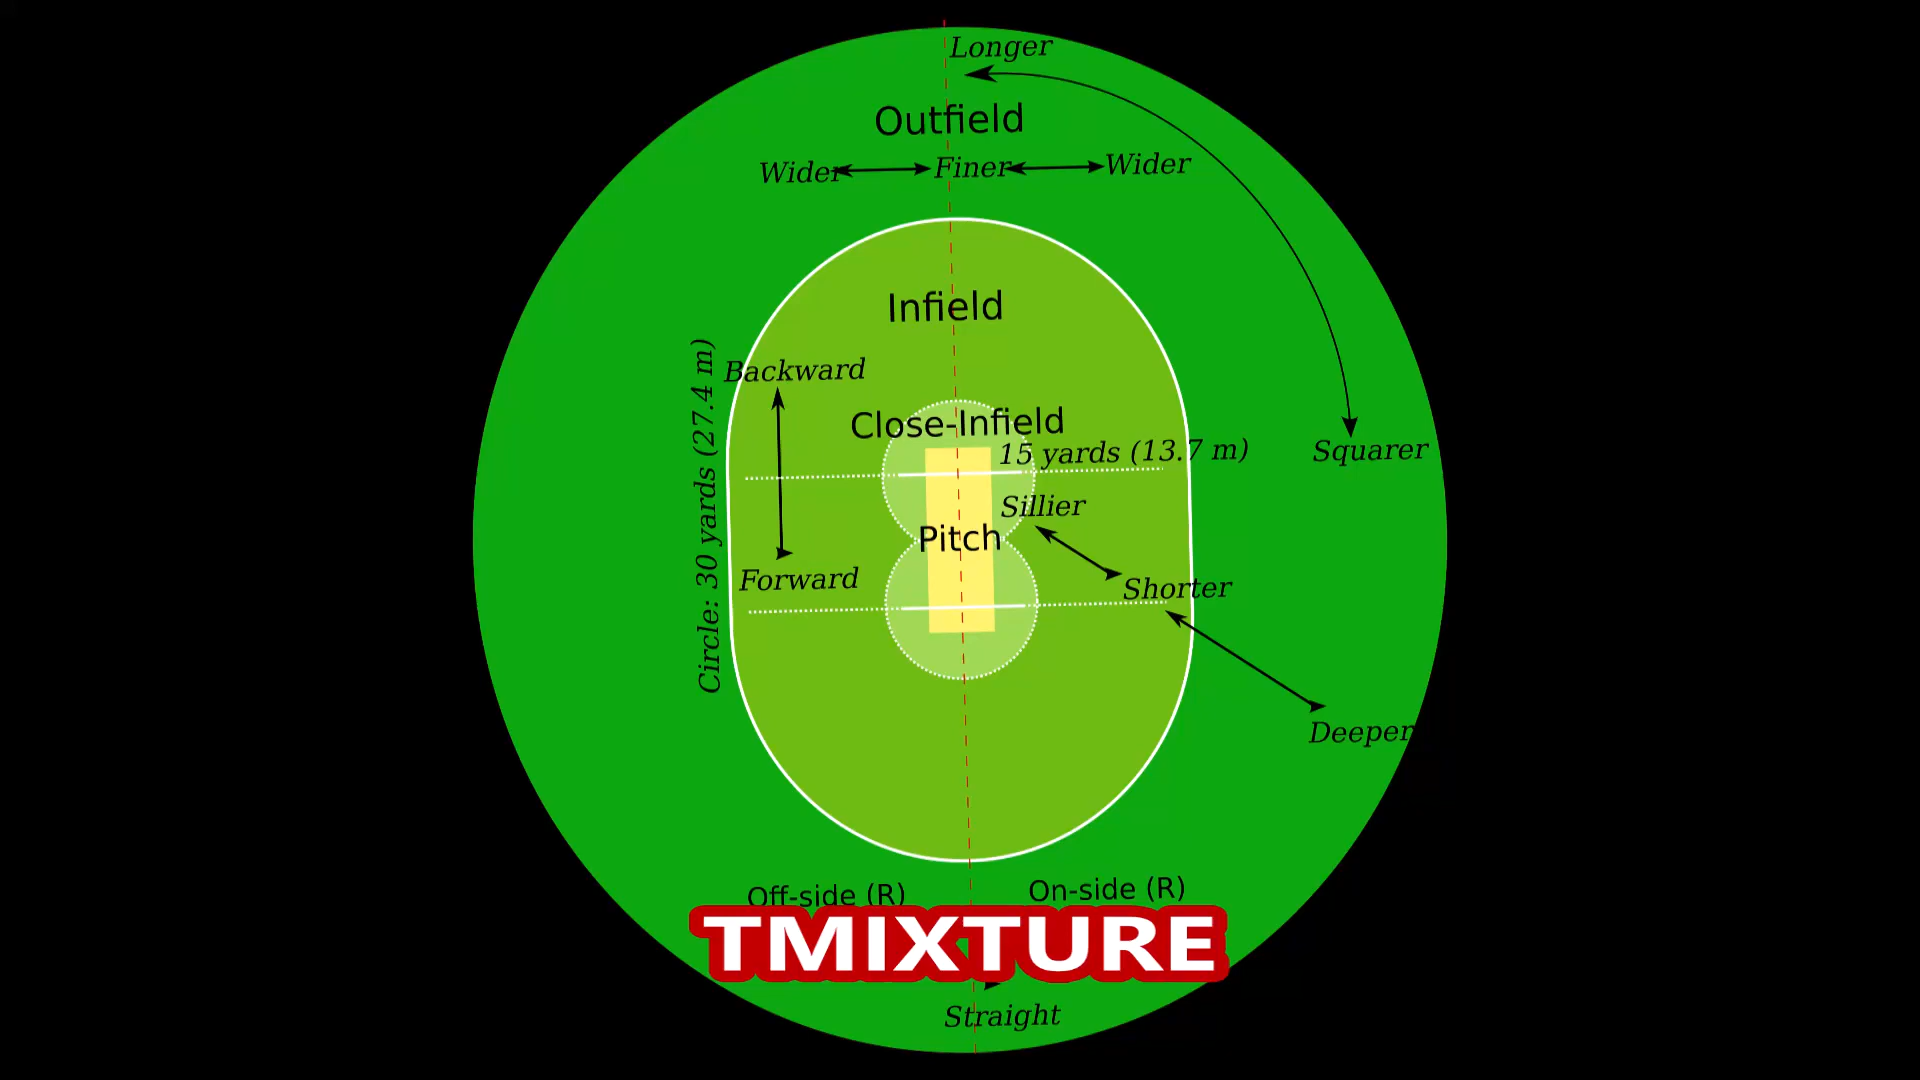 Longer
Outfield
Wider Finer Wider
Infield
Backward
Close-Infield
15 yards (13.7 m)
Squarer
Circle: 30 yards (27.4 m)
Sillier
Pitch
Forward
Shorter
Deeper
Off-side (R)
On-side (R)
TMIXTURE
Straight